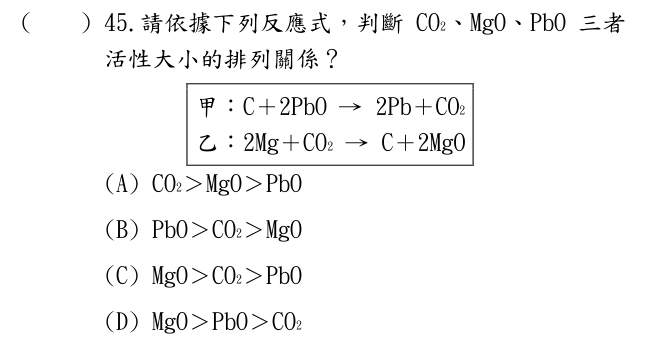 (　　) 45.請依據下列反應式，判斷 CO₂、MgO、PbO 三者
活性大小的排列關係？
甲：C＋2PbO → 2Pb＋CO₂
乙：2Mg＋CO₂ → C＋2MgO
(A) CO₂＞MgO＞PbO
(B) PbO＞CO₂＞MgO
(C) MgO＞CO₂＞PbO
(D) MgO＞PbO＞CO₂